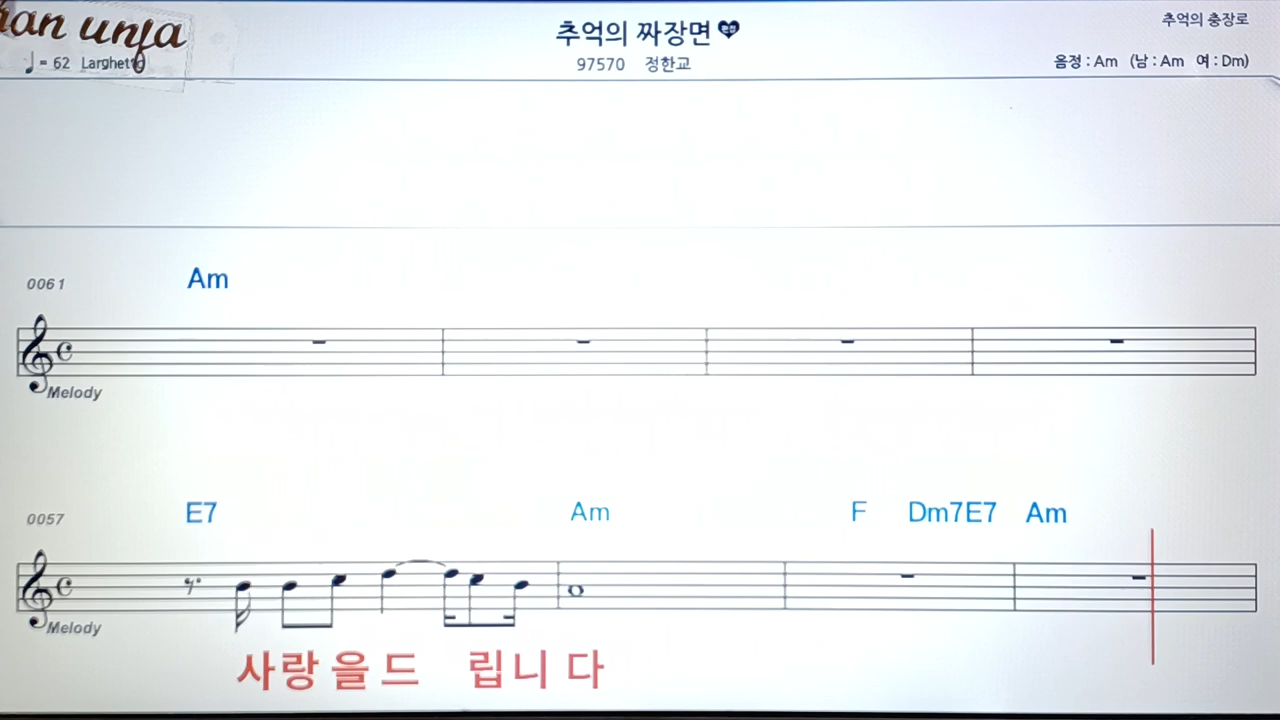 추억의 짜장면
추억의 충장로
♩= 62 Larghetto
97570 정한교
음정 : Am (남 : Am 여 : Dm)
0061 Am
Melody
0057 E7 Am F Dm7E7 Am
Melody
사랑을드 립니다